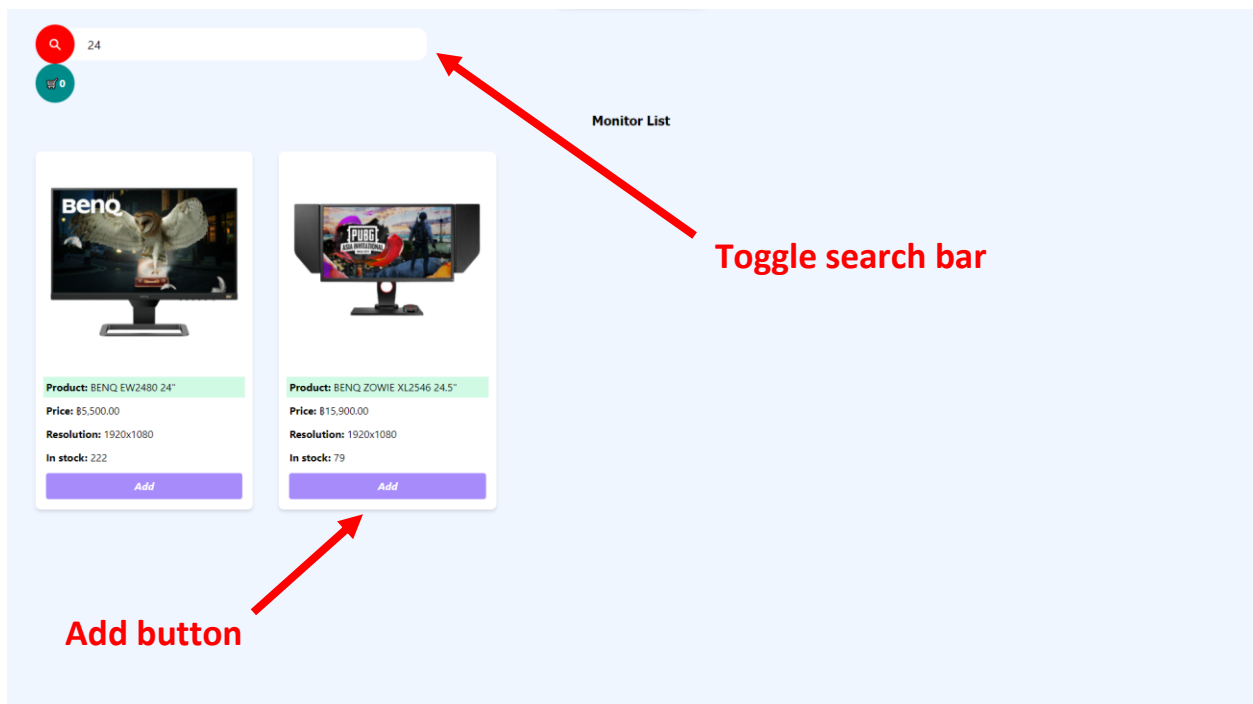 24
0
Monitor List
BenQ
PUBG
ASIA INVITATIONAL
Toggle search bar
Product: BENQ EW2480 24"
Price: ฿5,500.00
Resolution: 1920x1080
In stock: 222
Add
Product: BENQ ZOWIE XL2546 24.5"
Price: ฿15,900.00
Resolution: 1920x1080
In stock: 79
Add
Add button